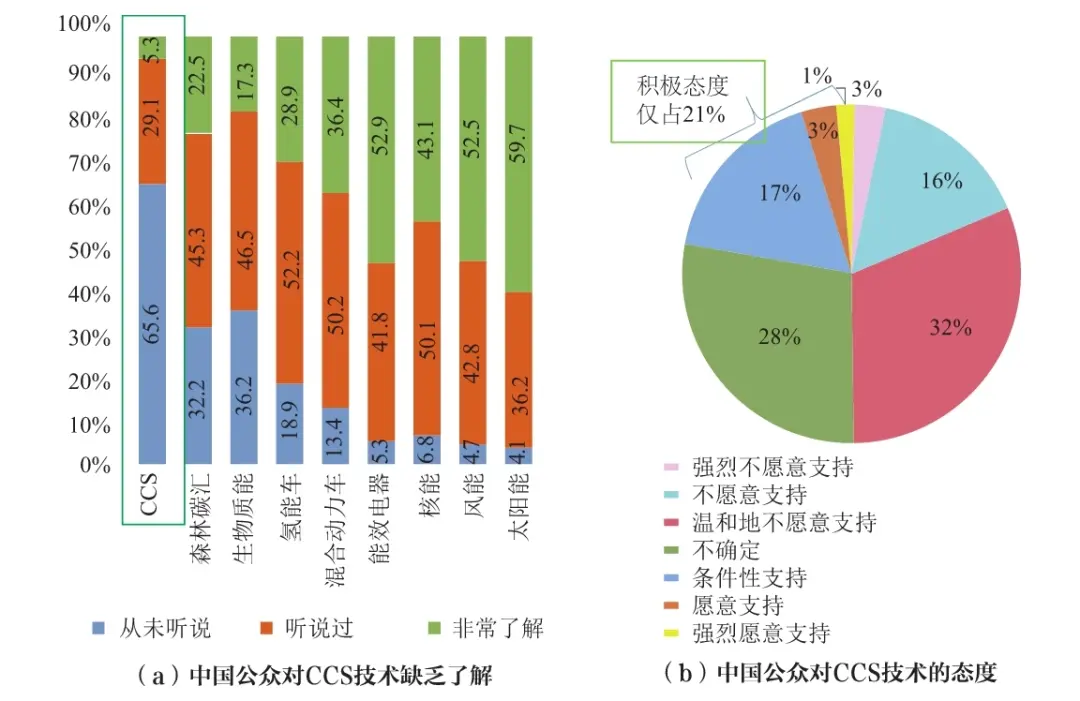 100%
90%
80%
70%
60%
50%
40%
30%
20%
10%
0%
5.3
29.1
65.6
22.5
45.3
32.2
17.3
46.5
36.2
28.9
52.2
18.9
36.4
50.2
13.4
52.9
41.8
5.3
43.1
50.1
6.8
52.5
42.8
4.7
59.7
36.2
4.1
CCS
森林碳汇
生物质能
氢能车
混合动力车
能效电器
核能
风能
太阳能
从未听说 听说过 非常了解
（a）中国公众对CCS技术缺乏了解
积极态度
仅占21%
1%
3%
3%
16%
17%
32%
28%
强烈不愿意支持
不愿意支持
温和地不愿意支持
不确定
条件性支持
愿意支持
强烈愿意支持
（b）中国公众对CCS技术的态度